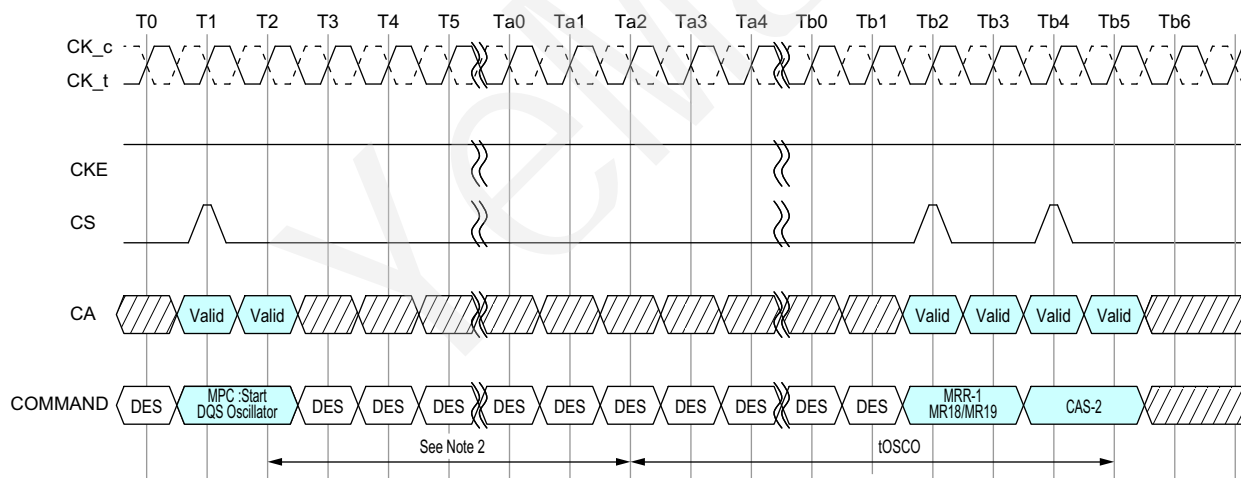 T0 T1 T2 T3 T4 T5 Ta0 Ta1 Ta2 Ta3 Ta4 Tb0 Tb1 Tb2 Tb3 Tb4 Tb5 Tb6
CK_c
CK_t
CKE
CS
CA Valid Valid Valid Valid Valid Valid
COMMAND DES MPC :Start DES DES DES DES DES DES DES DES DES DES MRR-1 CAS-2
DQS Oscillator MR18/MR19
See Note 2 tOSCO